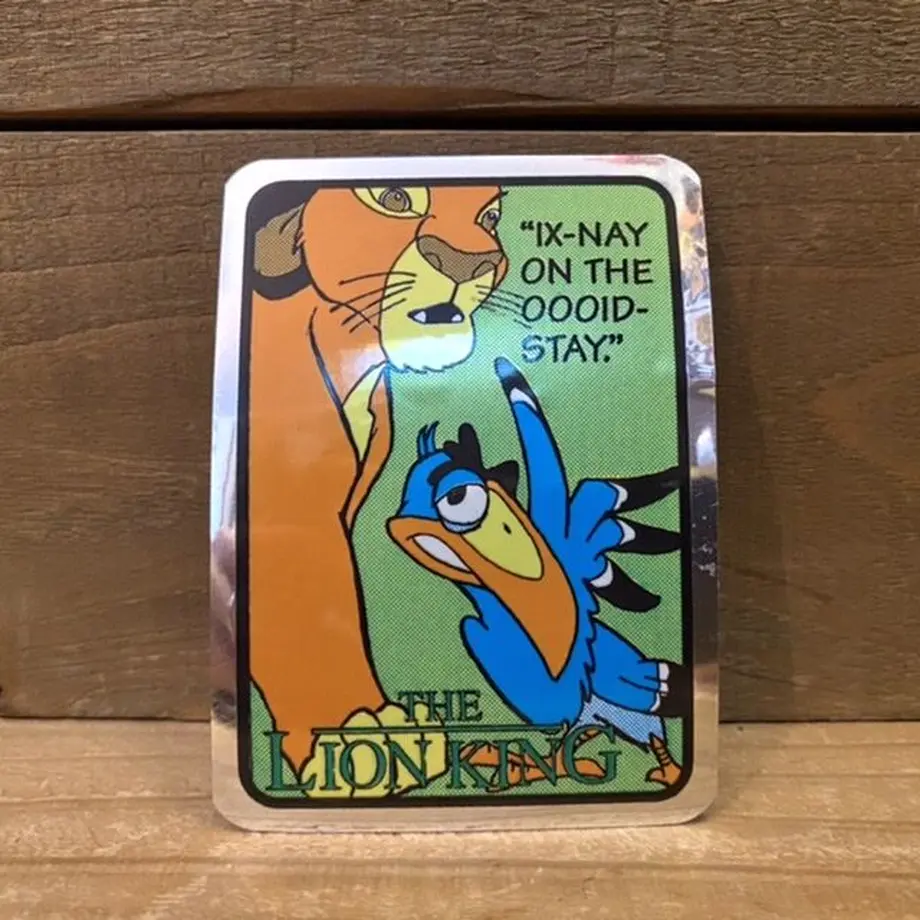 "IX-NAY
ON THE
OOOID-
STAY."
THE
LION KING